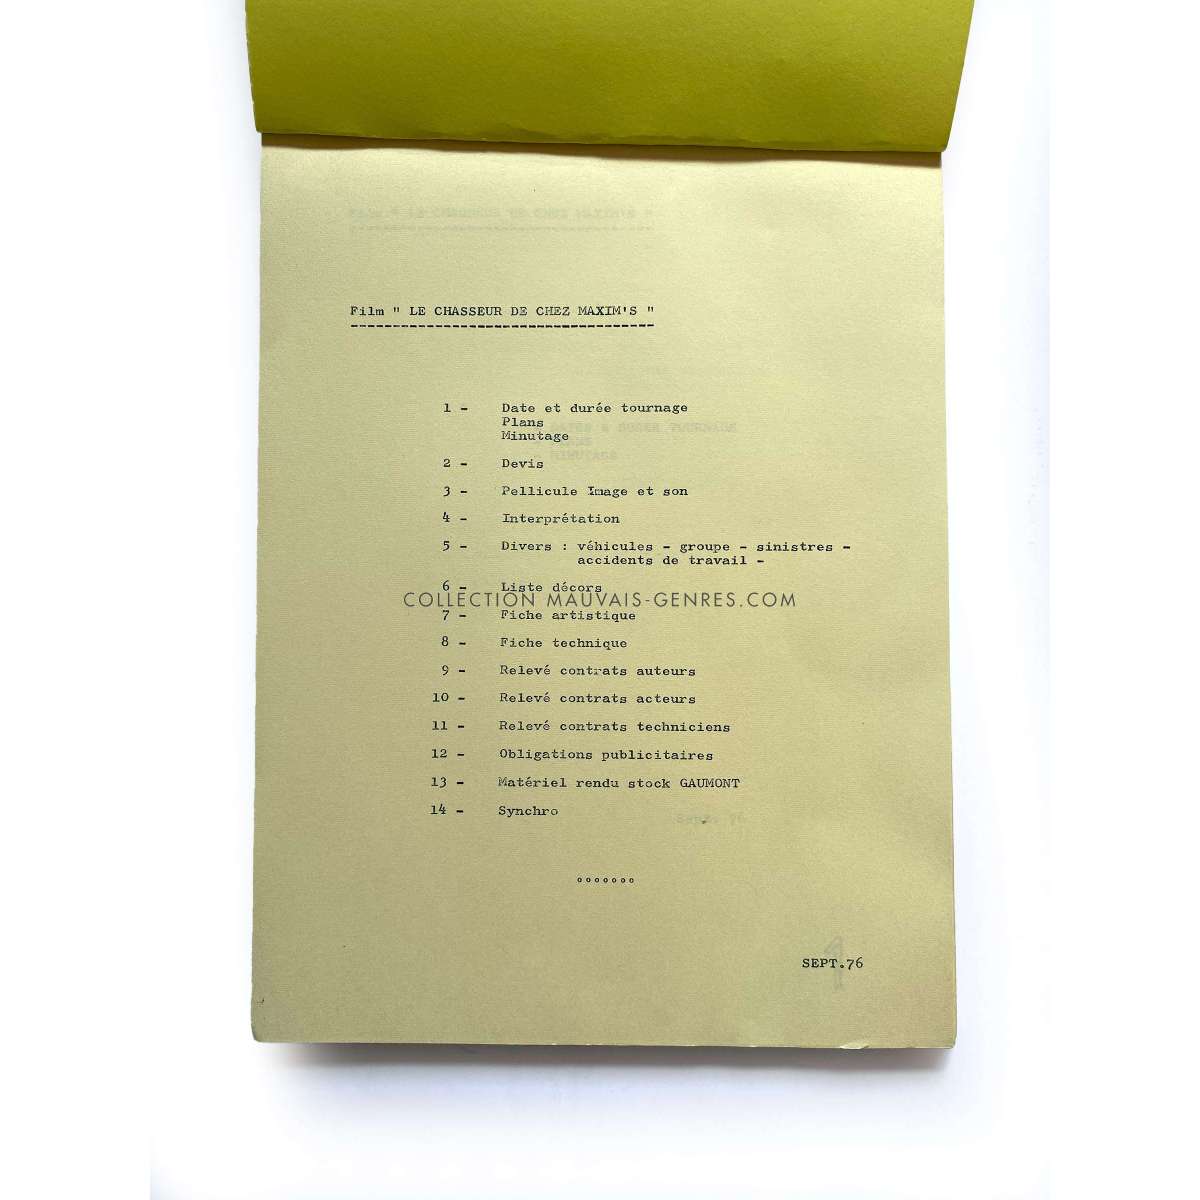 Film " LE CHASSEUR DE CHEZ MAXIM'S "
1 - Date et durée tournage
Plans
Minutage
2 - Devis
3 - Pellicule Image et son
4 - Interprétation
5 - Divers : véhicules - groupe - sinistres -
accidents de travail -
6 - Liste décors
COLLECTION MAUVAIS-GENRES.COM
7 - Fiche artistique
8 - Fiche technique
9 - Relevé contrats auteurs
10 - Relevé contrats acteurs
11 - Relevé contrats techniciens
12 - Obligations publicitaires
13 - Matériel rendu stock GAUMONT
14 - Synchro
SEPT.76